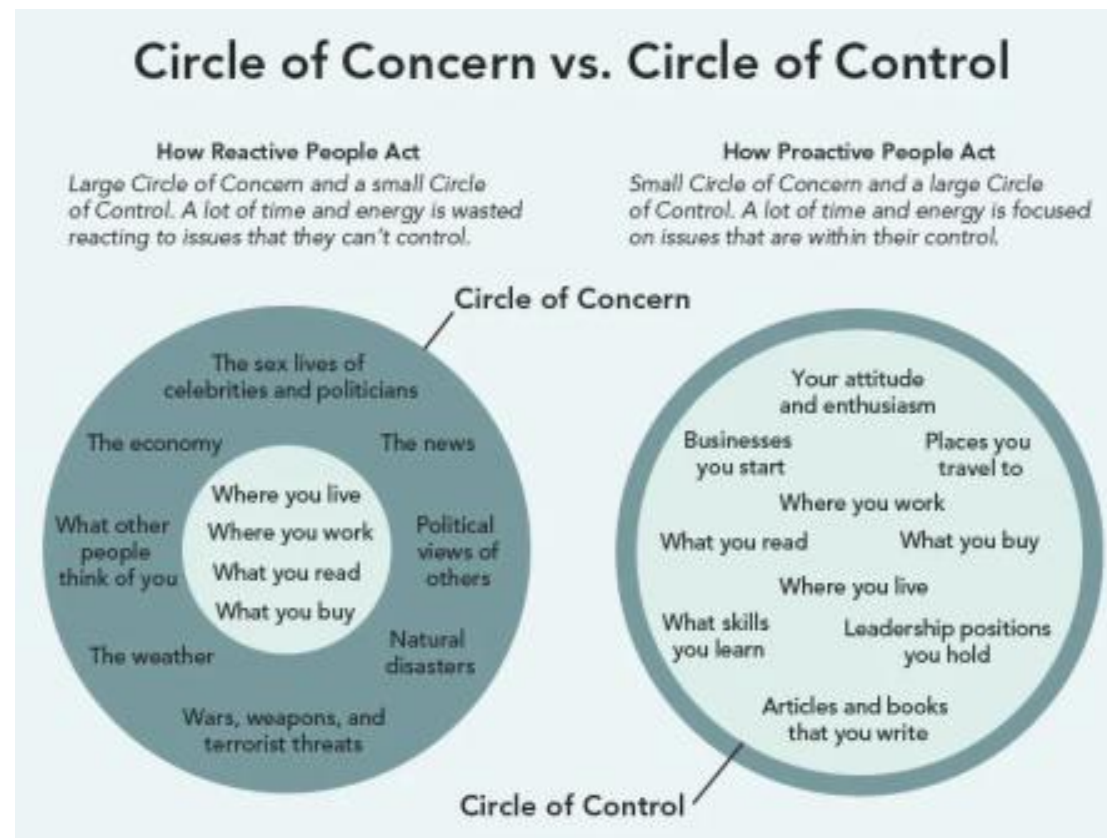 Circle of Concern vs. Circle of Control
How Reactive People Act
Large Circle of Concern and a small Circle
of Control. A lot of time and energy is wasted
reacting to issues that they can't control.
How Proactive People Act
Small Circle of Concern and a large Circle
of Control. A lot of time and energy is focused
on issues that are within their control.
Circle of Concern
The sex lives of
celebrities and politicians
The economy
The news
What other
people
think of you
Political
views of
others
The weather
Natural
disasters
Wars, weapons, and
terrorist threats
Where you live
Where you work
What you read
What you buy
Your attitude
and enthusiasm
Businesses
you start
Places you
travel to
Where you work
What you read
What you buy
Where you live
What skills
you learn
Leadership positions
you hold
Articles and books
that you write
Circle of Control